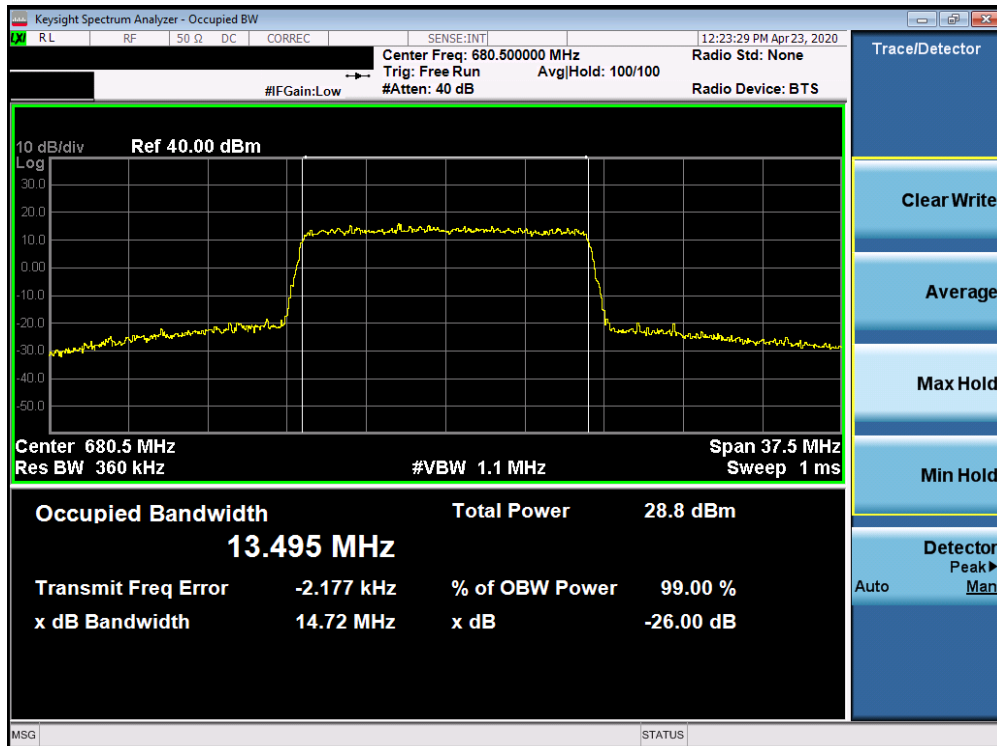 Keysight Spectrum Analyzer - Occupied BW
LXI RL RF 50 Ω DC CORREC SENSE:INT 12:23:29 PM Apr 23, 2020
Center Freq: 680.500000 MHz Radio Std: None
Trig: Free Run Avg|Hold: 100/100
#IFGain:Low #Atten: 40 dB Radio Device: BTS
10 dB/div Ref 40.00 dBm
Log
30.0
20.0
10.0
0.00
-10.0
-20.0
-30.0
-40.0
-50.0
Center 680.5 MHz Span 37.5 MHz
Res BW 360 kHz #VBW 1.1 MHz Sweep 1 ms
Occupied Bandwidth Total Power 28.8 dBm
13.495 MHz
Transmit Freq Error -2.177 kHz % of OBW Power 99.00 %
x dB Bandwidth 14.72 MHz x dB -26.00 dB
Trace/Detector
Clear Write
Average
Max Hold
Min Hold
Detector
Peak▶
Auto Man
MSG STATUS